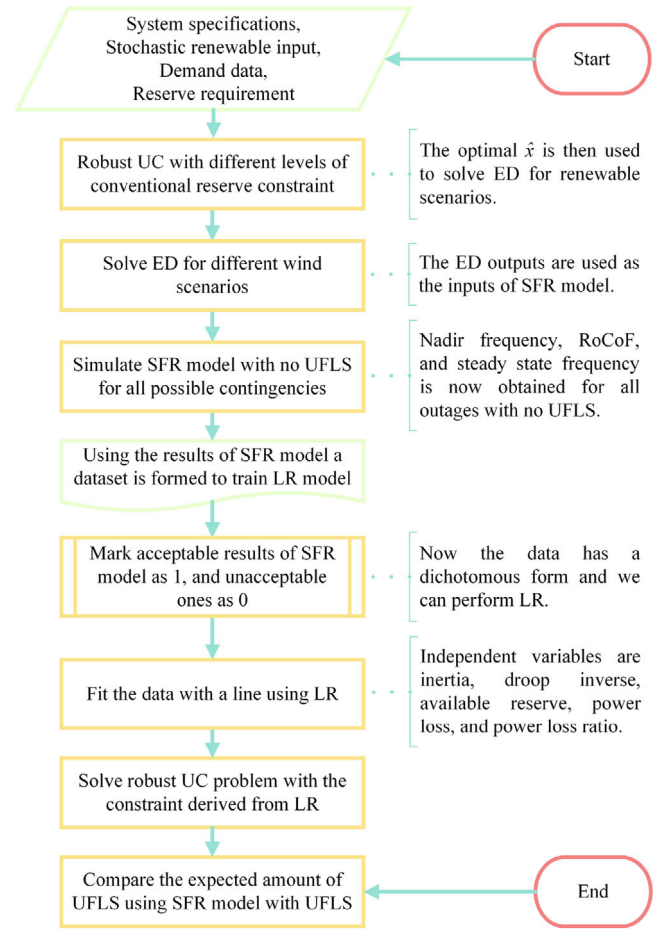 System specifications,
Stochastic renewable input,
Demand data,
Reserve requirement
Start
Robust UC with different levels of
conventional reserve constraint
The optimal x̂ is then used
to solve ED for renewable
scenarios.
Solve ED for different wind
scenarios
The ED outputs are used as
the inputs of SFR model.
Simulate SFR model with no UFLS
for all possible contingencies
Nadir frequency, RoCoF,
and steady state frequency
is now obtained for all
outages with no UFLS.
Using the results of SFR model a
dataset is formed to train LR model
Mark acceptable results of SFR
model as 1, and unacceptable
ones as 0
Now the data has a
dichotomous form and we
can perform LR.
Fit the data with a line using LR
Independent variables are
inertia, droop inverse,
available reserve, power
loss, and power loss ratio.
Solve robust UC problem with the
constraint derived from LR
Compare the expected amount of
UFLS using SFR model with UFLS
End